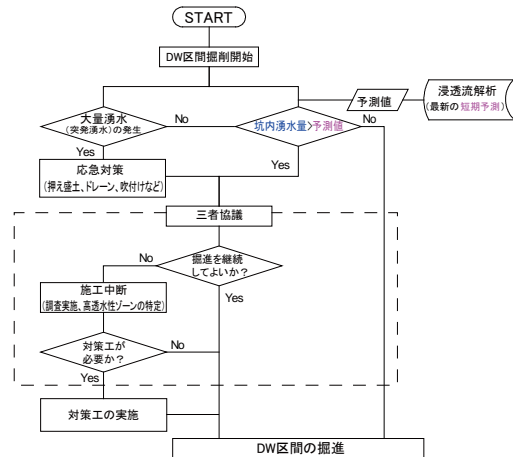 START
DW区間掘削開始
予測値
浸透流解析
(最新の短期予測)
大量湧水
(突発湧水)の発生
No
坑内湧水量>予測値
No
Yes
Yes
応急対策
(押え盛土、ドレーン、吹付けなど)
三者協議
No
掘進を継続
してよいか?
Yes
施工中断
(調査実施、高透水性ゾーンの特定)
対策工が
必要か?
No
Yes
対策工の実施
DW区間の掘進